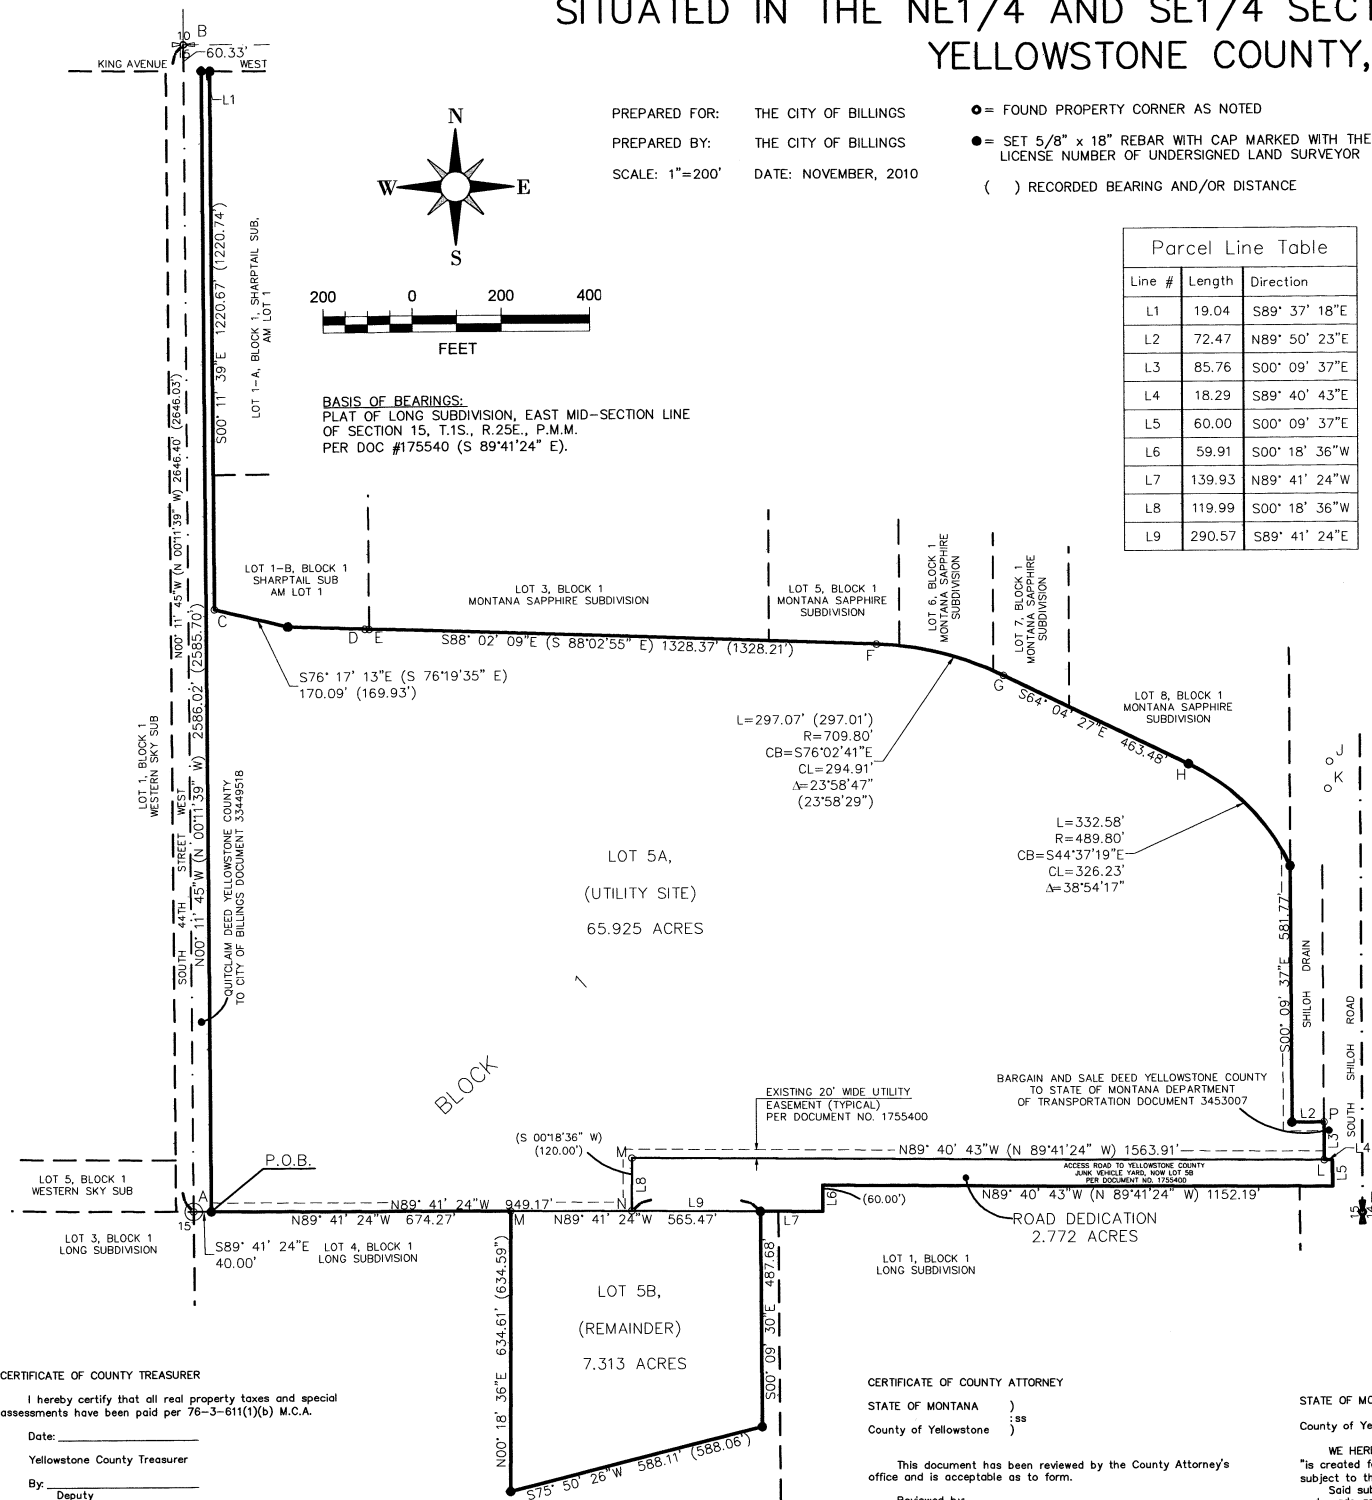 SITUATED IN THE NE1/4 AND SE1/4 SECT
YELLOWSTONE COUNTY,
10
15
B
60.33'
KING AVENUE
WEST
L1
N
W
E
S
PREPARED FOR: THE CITY OF BILLINGS
PREPARED BY: THE CITY OF BILLINGS
SCALE: 1"=200' DATE: NOVEMBER, 2010
= FOUND PROPERTY CORNER AS NOTED
= SET 5/8" x 18" REBAR WITH CAP MARKED WITH THE
LICENSE NUMBER OF UNDERSIGNED LAND SURVEYOR
( ) RECORDED BEARING AND/OR DISTANCE
200 0 200 400
FEET
BASIS OF BEARINGS:
PLAT OF LONG SUBDIVISION, EAST MID-SECTION LINE
OF SECTION 15, T.1S., R.25E., P.M.M.
PER DOC #175540 (S 89°41'24" E).
Parcel Line Table
Line # Length Direction
L1 19.04 S89° 37' 18"E
L2 72.47 N89° 50' 23"E
L3 85.76 S00° 09' 37"E
L4 18.29 S89° 40' 43"E
L5 60.00 S00° 09' 37"E
L6 59.91 S00° 18' 36"W
L7 139.93 N89° 41' 24"W
L8 119.99 S00° 18' 36"W
L9 290.57 S89° 41' 24"E
S00° 11' 39"E 1220.67' (1220.74')
LOT 1-A, BLOCK 1, SHARPTAIL SUB,
AM LOT 1
N00° 11' 45"W (N 00°11'39" W) 2646.40' (2646.03')
N00° 11' 45"W (N 00°11'39" W) 2586.02' (2585.70')
LOT 1, BLOCK 1
WESTERN SKY SUB
SOUTH 44TH STREET WEST
QUITCLAIM DEED YELLOWSTONE COUNTY
TO CITY OF BILLINGS DOCUMENT 33449518
C
LOT 1-B, BLOCK 1
SHARPTAIL SUB
AM LOT 1
D
E
S76° 17' 13"E (S 76°19'35" E)
170.09' (169.93')
LOT 3, BLOCK 1
MONTANA SAPPHIRE SUBDIVISION
S88° 02' 09"E (S 88°02'55" E) 1328.37' (1328.21')
LOT 5, BLOCK 1
MONTANA SAPPHIRE
SUBDIVISION
F
LOT 6, BLOCK 1
MONTANA SAPPHIRE
SUBDIVISION
LOT 7, BLOCK 1
MONTANA SAPPHIRE
SUBDIVISION
G
S64° 04' 27"E 463.48'
LOT 8, BLOCK 1
MONTANA SAPPHIRE
SUBDIVISION
H
J
K
L=297.07' (297.01')
R=709.80'
CB=S76°02'41"E
CL=294.91'
Δ=23°58'47"
(23°58'29")
L=332.58'
R=489.80'
CB=S44°37'19"E
CL=326.23'
Δ=38°54'17"
LOT 5A,
(UTILITY SITE)
65.925 ACRES
BLOCK 1
S00° 09' 37"E 581.77'
SHILOH DRAIN
SOUTH SHILOH ROAD
BARGAIN AND SALE DEED YELLOWSTONE COUNTY
TO STATE OF MONTANA DEPARTMENT
OF TRANSPORTATION DOCUMENT 3453007
L2
P
L3
L4
L
L5
EXISTING 20' WIDE UTILITY
EASEMENT (TYPICAL)
PER DOCUMENT NO. 1755400
(S 00°18'36" W)
(120.00')
M
N89° 40' 43"W (N 89°41'24" W) 1563.91'
ACCESS ROAD TO YELLOWSTONE COUNTY
JUNK VEHICLE YARD, NOW LOT 5B
PER DOCUMENT NO. 1755400
N89° 40' 43"W (N 89°41'24" W) 1152.19'
L8
L6
(60.00')
ROAD DEDICATION
2.772 ACRES
LOT 5, BLOCK 1
WESTERN SKY SUB
P.O.B.
A
15
N89° 41' 24"W 949.17'
N
L9
L7
N89° 41' 24"W 674.27'
M
N89° 41' 24"W 565.47'
15
14
LOT 3, BLOCK 1
LONG SUBDIVISION
S89° 41' 24"E
40.00'
LOT 4, BLOCK 1
LONG SUBDIVISION
LOT 1, BLOCK 1
LONG SUBDIVISION
N00° 18' 36"E 634.61' (634.59")
LOT 5B,
(REMAINDER)
7.313 ACRES
S00° 09' 30"E 487.68'
S75° 50' 26"W 588.11' (588.06')
CERTIFICATE OF COUNTY TREASURER
I hereby certify that all real property taxes and special
assessments have been paid per 76-3-611(1)(b) M.C.A.
Date:
Yellowstone County Treasurer
By:
Deputy
CERTIFICATE OF COUNTY ATTORNEY
STATE OF MONTANA )
:ss
County of Yellowstone )
This document has been reviewed by the County Attorney's
office and is acceptable as to form.
Reviewed by:
STATE OF MO
County of Ye
WE HERE
"is created fo
subject to th
Said sub